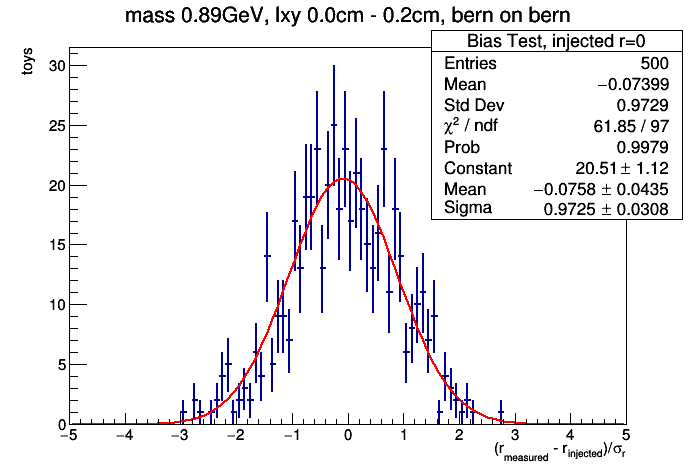 mass 0.89GeV, lxy 0.0cm - 0.2cm, bern on bern
Bias Test, injected r=0
Entries 500
Mean −0.07399
Std Dev 0.9729
χ² / ndf 61.85 / 97
Prob 0.9979
Constant 20.51 ± 1.12
Mean −0.0758 ± 0.0435
Sigma 0.9725 ± 0.0308
toys
30
25
20
15
10
5
0
−5 −4 −3 −2 −1 0 1 2 3 4 5
(r_measured - r_injected)/σ_r